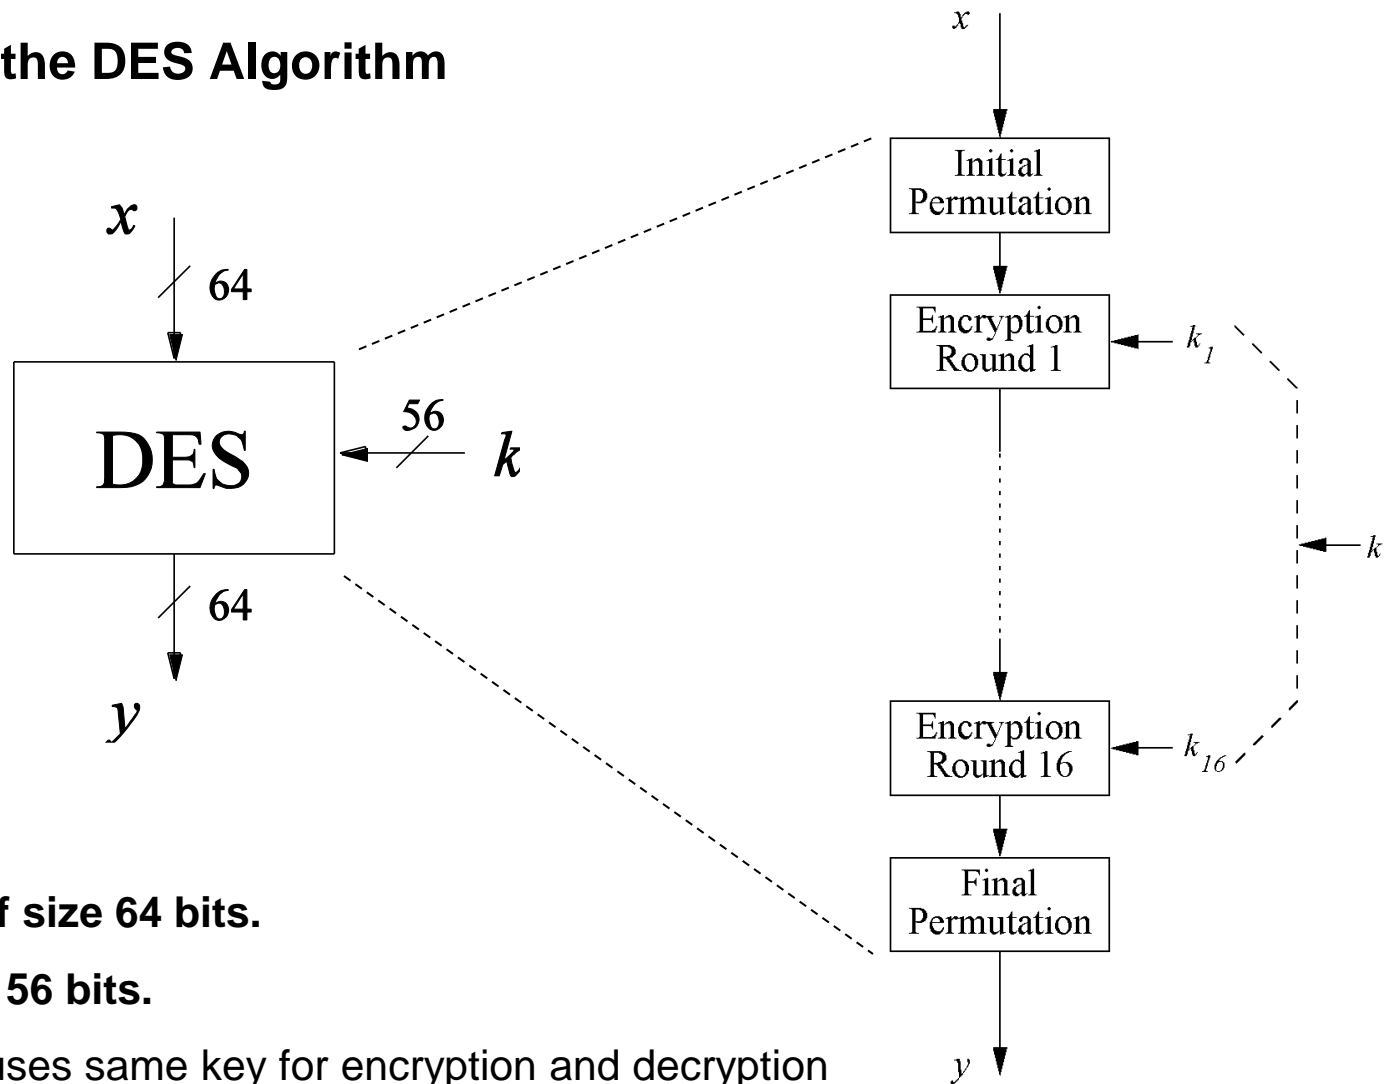 the DES Algorithm
x
64
DES
56
k
64
y
x
Initial
Permutation
Encryption
Round 1
k1
k
Encryption
Round 16
k16
Final
Permutation
y
f size 64 bits.
56 bits.
uses same key for encryption and decryption